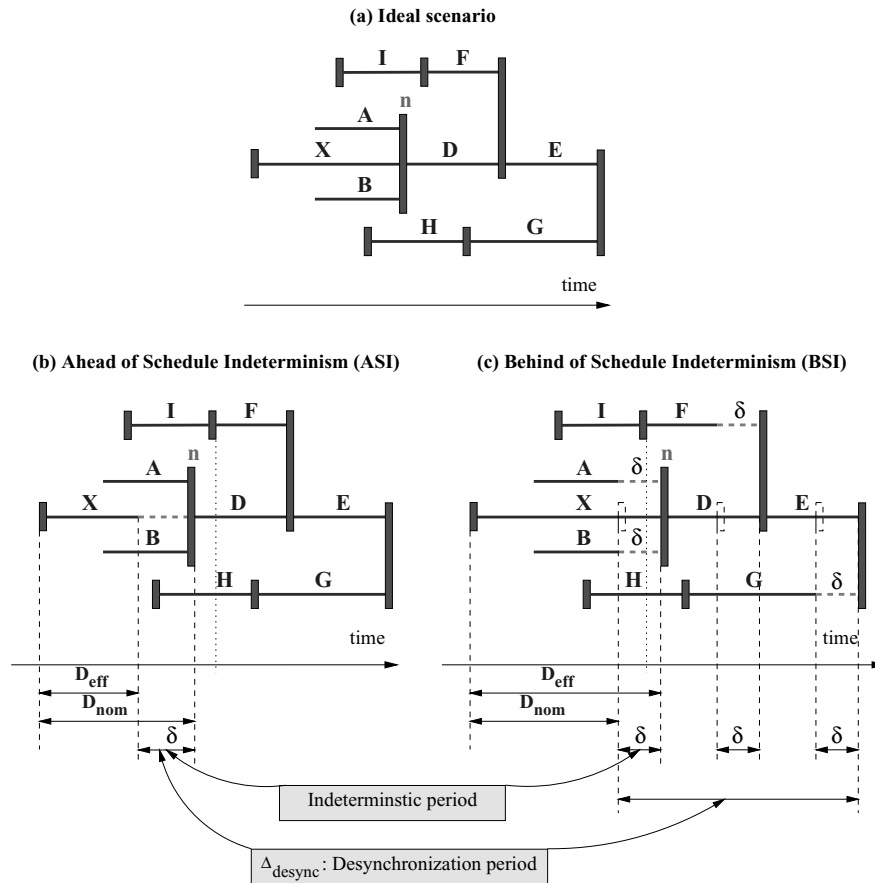 (a) Ideal scenario
I F
n
A
X D E
B
H G
time
(b) Ahead of Schedule Indeterminism (ASI)
I F
n
A
X D E
B
H G
time
D_eff
D_nom
δ
(c) Behind of Schedule Indeterminism (BSI)
I F δ
n
A δ
X D E
B δ
H G δ
time
D_eff
D_nom
δ δ δ
Indeterminstic period
Δ_desync : Desynchronization period